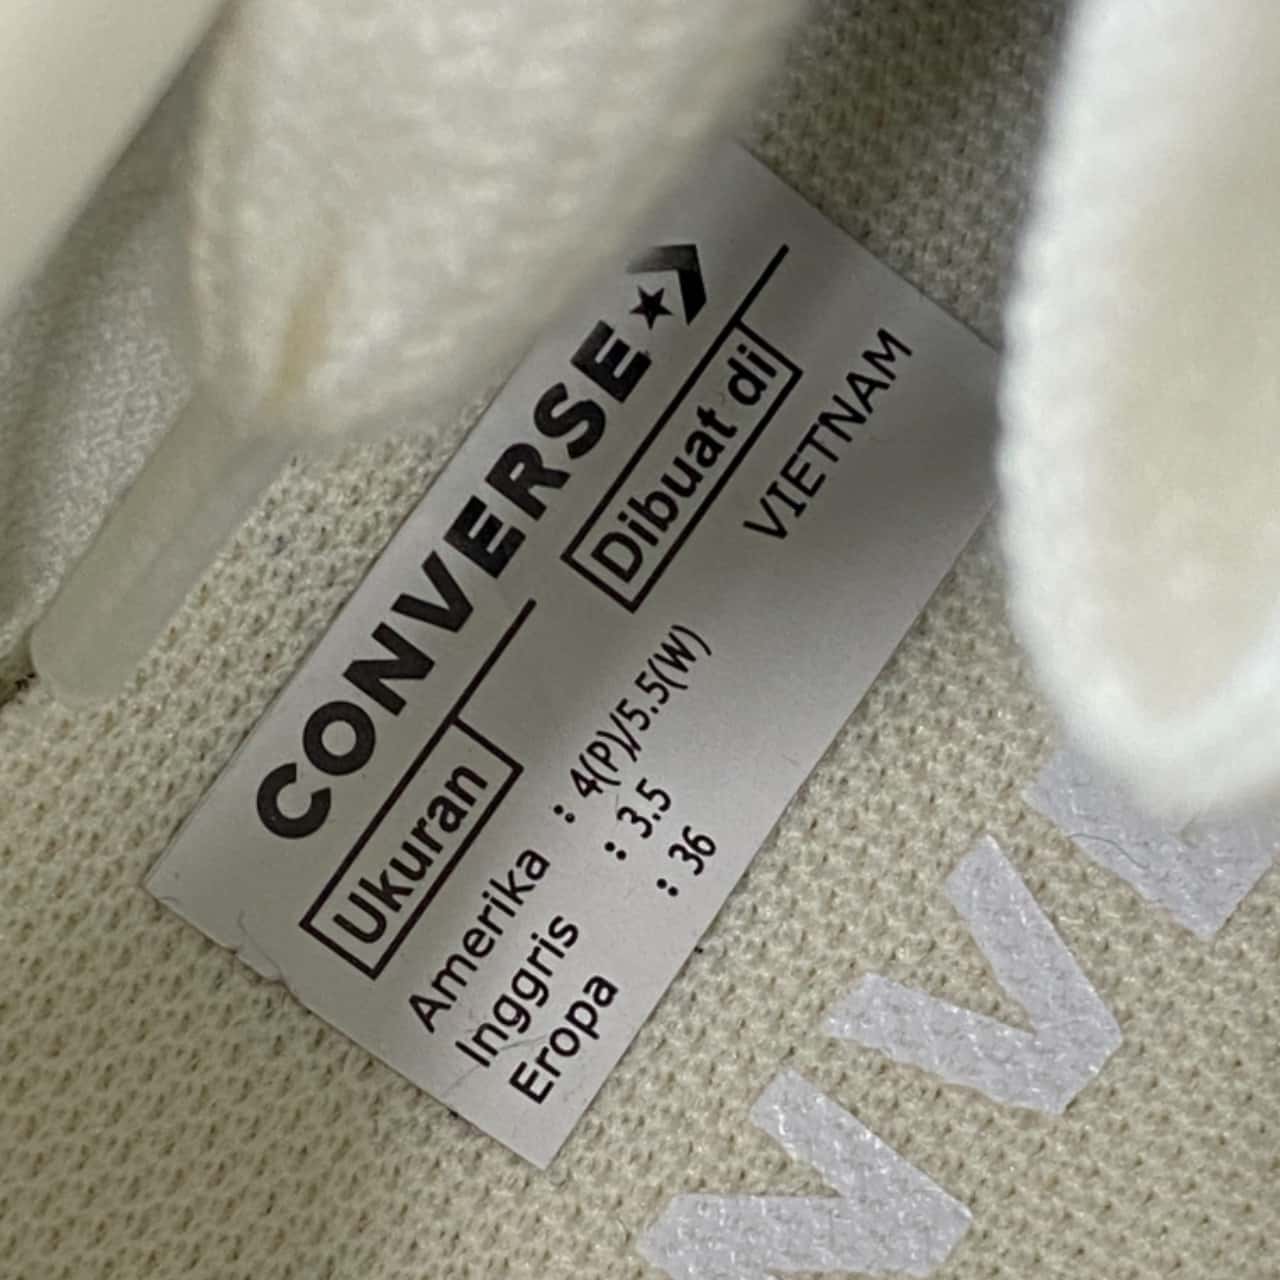 CONVERSE
Ukuran
Amerika : 4(P)/5.5(W)
Inggris : 3.5
Eropa : 36
Dibuat di
VIETNAM